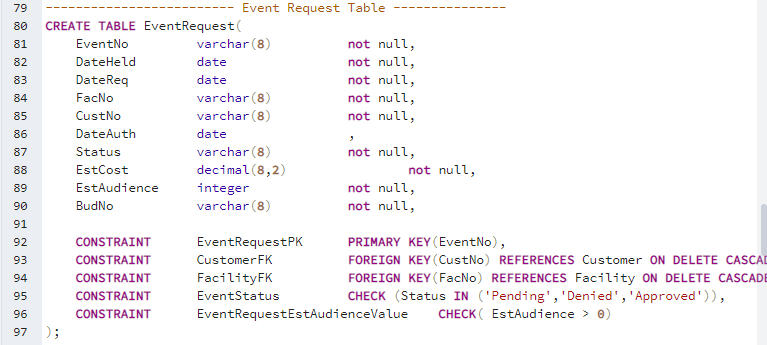 79 ------------------------- Event Request Table ---------------
80 CREATE TABLE EventRequest(
81 EventNo varchar(8) not null,
82 DateHeld date not null,
83 DateReq date not null,
84 FacNo varchar(8) not null,
85 CustNo varchar(8) not null,
86 DateAuth date ,
87 Status varchar(8) not null,
88 EstCost decimal(8,2) not null,
89 EstAudience integer not null,
90 BudNo varchar(8) not null,
91
92 CONSTRAINT EventRequestPK PRIMARY KEY(EventNo),
93 CONSTRAINT CustomerFK FOREIGN KEY(CustNo) REFERENCES Customer ON DELETE CASCAD
94 CONSTRAINT FacilityFK FOREIGN KEY(FacNo) REFERENCES Facility ON DELETE CASCADE
95 CONSTRAINT EventStatus CHECK (Status IN ('Pending','Denied','Approved')),
96 CONSTRAINT EventRequestEstAudienceValue CHECK( EstAudience > 0)
97 );